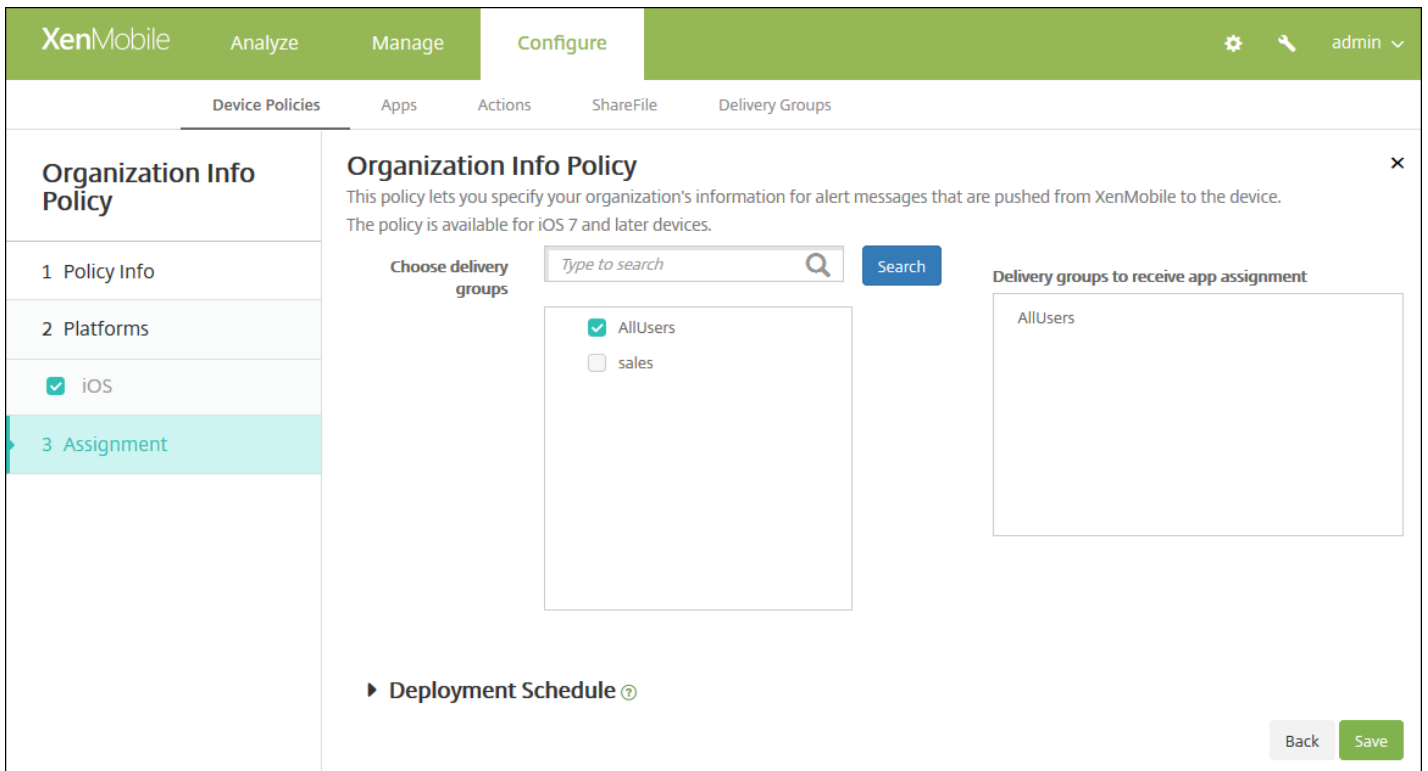 XenMobile Analyze Manage Configure admin
Device Policies Apps Actions ShareFile Delivery Groups
Organization Info
Policy
1 Policy Info
2 Platforms
iOS
3 Assignment
Organization Info Policy
This policy lets you specify your organization's information for alert messages that are pushed from XenMobile to the device.
The policy is available for iOS 7 and later devices.
Choose delivery
groups
Type to search
Search
AllUsers
sales
Delivery groups to receive app assignment
AllUsers
Deployment Schedule ?
Back Save